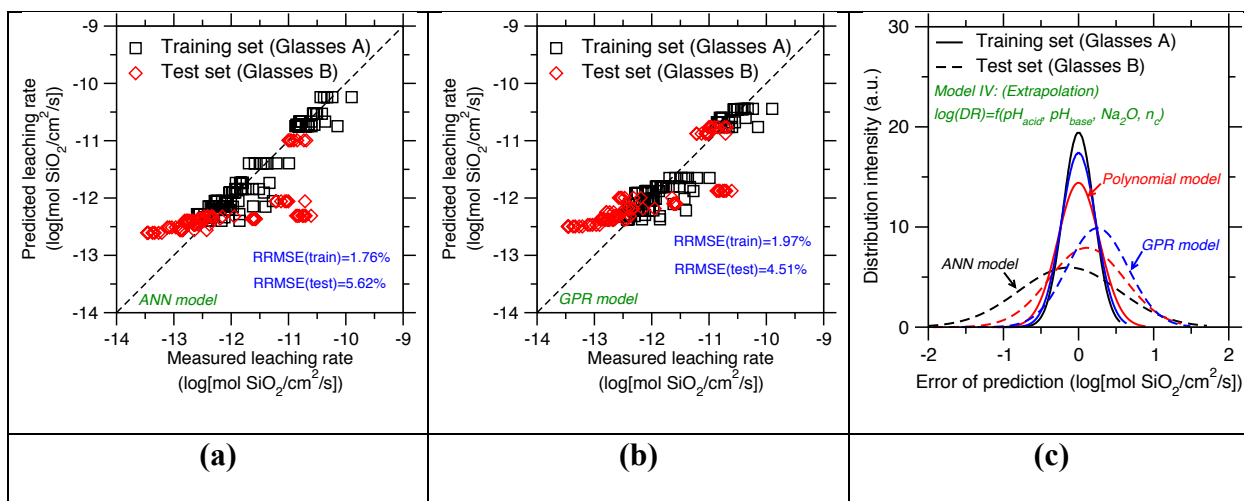 -9
-10
-11
-12
-13
-14
-14 -13 -12 -11 -10 -9
Predicted leaching rate
(log[mol SiO₂/cm²/s])
Training set (Glasses A)
Test set (Glasses B)
RRMSE(train)=1.76%
RRMSE(test)=5.62%
ANN model
Measured leaching rate
(log[mol SiO₂/cm²/s])
(a)
-9
-10
-11
-12
-13
-14
-14 -13 -12 -11 -10 -9
Predicted leaching rate
(log[mol SiO₂/cm²/s])
Training set (Glasses A)
Test set (Glasses B)
RRMSE(train)=1.97%
RRMSE(test)=4.51%
GPR model
Measured leaching rate
(log[mol SiO₂/cm²/s])
(b)
30
20
10
0
-2 -1 0 1 2
Distribution intensity (a.u.)
Training set (Glasses A)
Test set (Glasses B)
Model IV: (Extrapolation)
log(DR)=f(pH_acid, pH_base, Na₂O, n_c)
Polynomial model
GPR model
ANN model
Error of prediction (log[mol SiO₂/cm²/s])
(c)